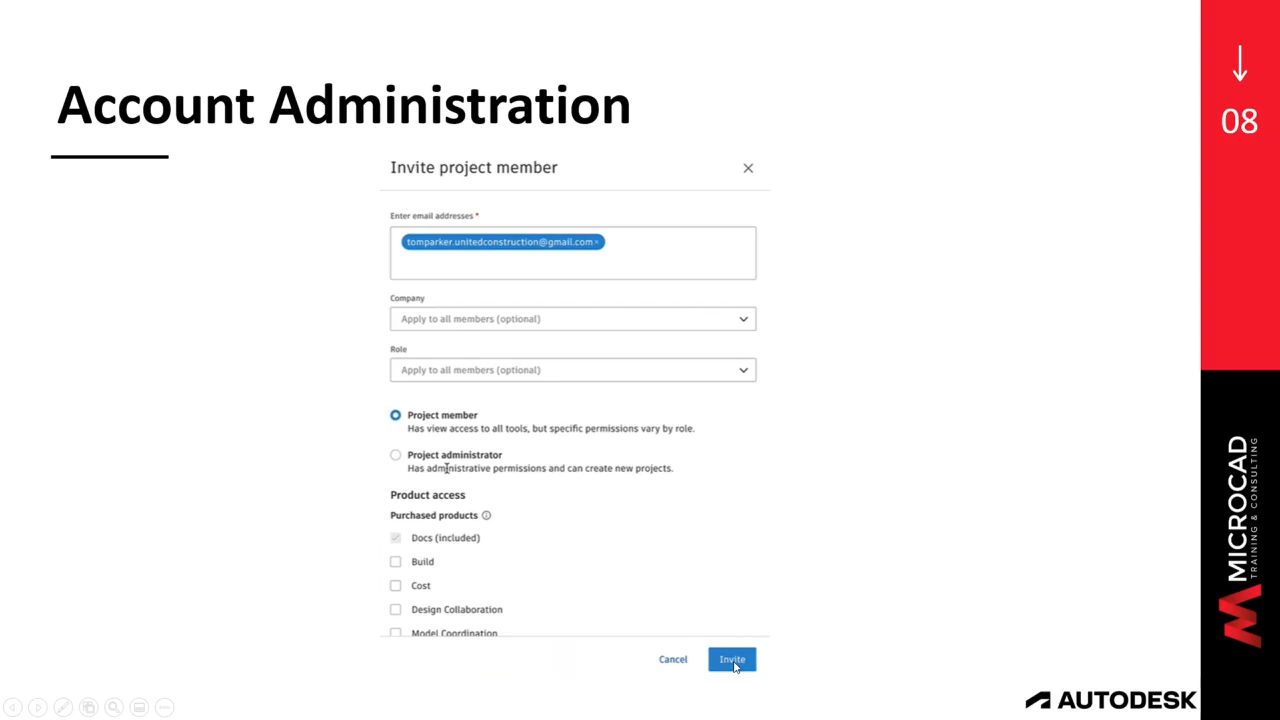 Account Administration
08
Invite project member
Enter email addresses *
tomparker.unitedconstruction@gmail.com ×
Company
Apply to all members (optional)
Role
Apply to all members (optional)
Project member
Has view access to all tools, but specific permissions vary by role.
Project administrator
Has administrative permissions and can create new projects.
Product access
Purchased products
Docs (included)
Build
Cost
Design Collaboration
Model Coordination
Cancel
Invite
MICROCAD
TRAINING & CONSULTING
AUTODESK